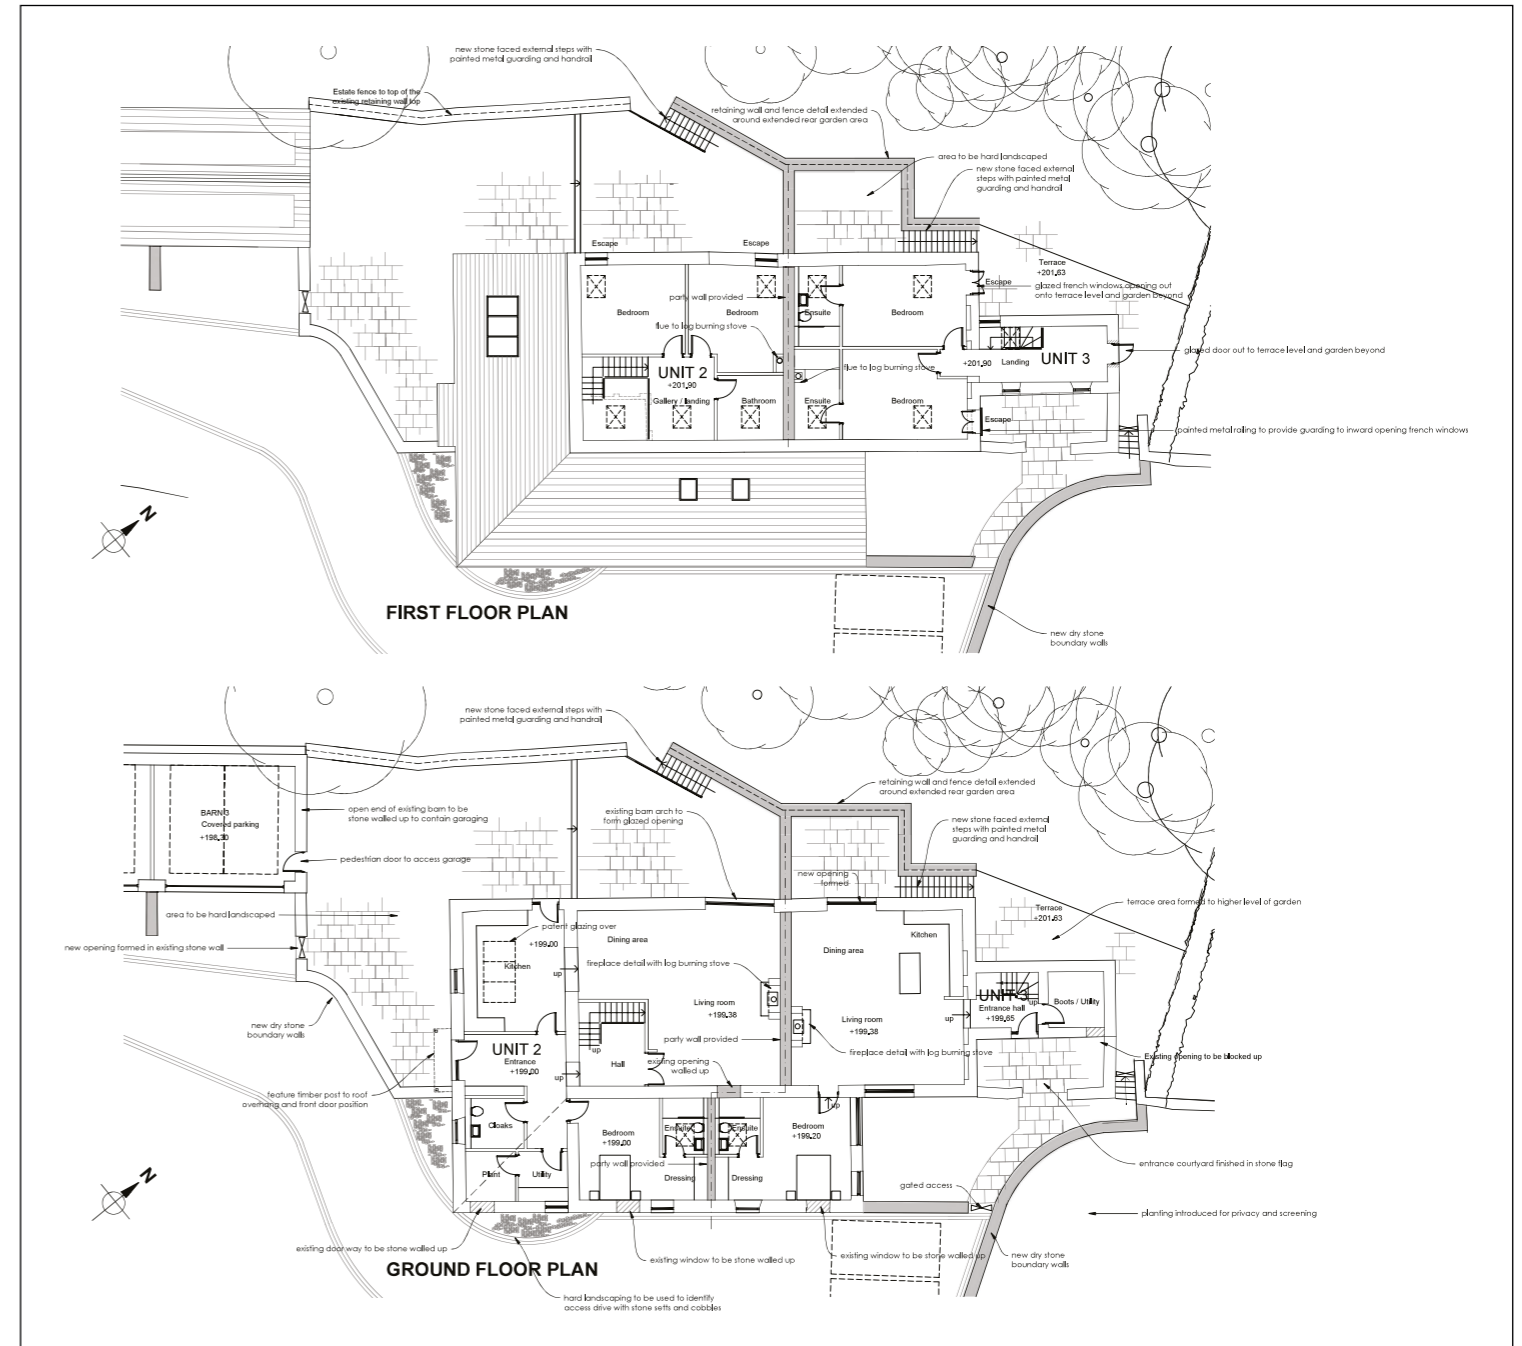 new stone faced external steps with
painted metal guarding and handrail
Estate fence to top of the
existing retaining wall top
retaining wall and fence detail extended
around extended rear garden area
area to be hard landscaped
new stone faced external
steps with painted metal
guarding and handrail
Escape
Escape
Terrace
+201.63
Escape
glazed french windows opening out
onto terrace level and garden beyond
party wall provided
Bedroom
Bedroom
Ensuite
Bedroom
flue to log burning stove
glazed door out to terrace level and garden beyond
UNIT 3
Landing
+201.90
flue to log burning stove
UNIT 2
+201.90
Gallery / landing
Bathroom
Ensuite
Bedroom
Escape
painted metal railing to provide guarding to inward opening french windows
N
FIRST FLOOR PLAN
new dry stone
boundary walls
new stone faced external steps with
painted metal guarding and handrail
retaining wall and fence detail extended
around extended rear garden area
BARN 3
Covered parking
+198.30
open end of existing barn to be
stone walled up to contain garaging
existing barn arch to
form glazed opening
new stone faced external
steps with painted metal
guarding and handrail
pedestrian door to access garage
new opening
formed
area to be hard landscaped
Terrace
+201.63
terrace area formed to higher level of garden
patent glazing over
+199.00
Dining area
Kitchen
new opening formed in existing stone wall
Dining area
Kitchen
up
fireplace detail with log burning stove
Living room
+199.38
UNIT 3
Entrance hall
+199.65
up
Boots / Utility
new dry stone
boundary walls
Living room
+199.38
up
party wall provided
UNIT 2
Entrance
+199.00
up
Hall
up
existing opening
walled up
fireplace detail with log burning stove
Existing opening to be blocked up
feature timber post to roof
overhang and front door position
up
Cloaks
Bedroom
+199.00
Ensuite
Ensuite
Bedroom
+199.20
party wall provided
Plant
Utility
Dressing
Dressing
entrance courtyard finished in stone flag
gated access
N
planting introduced for privacy and screening
existing door way to be stone walled up
existing window to be stone walled up
existing window to be stone walled up
new dry stone
boundary walls
GROUND FLOOR PLAN
hard landscaping to be used to identify
access drive with stone setts and cobbles